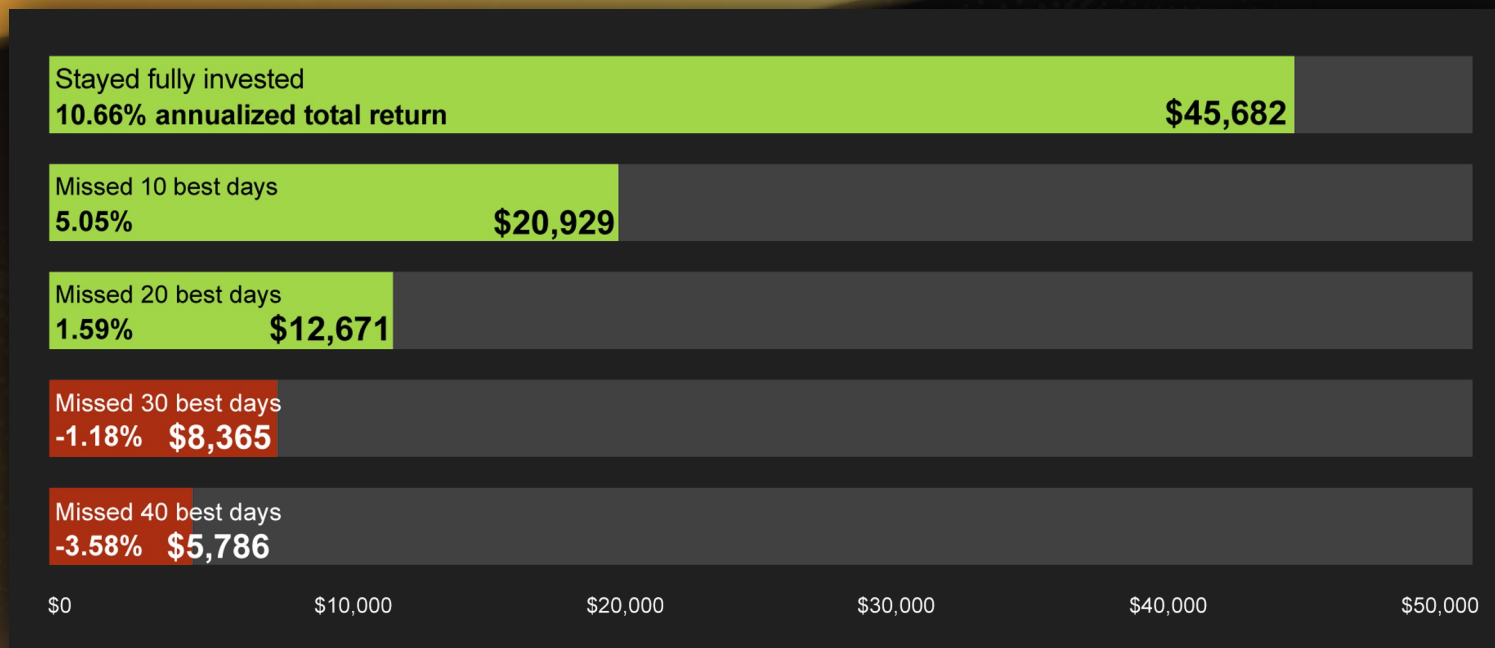 Stayed fully invested
10.66% annualized total return
$45,682
Missed 10 best days
5.05%
$20,929
Missed 20 best days
1.59%
$12,671
Missed 30 best days
-1.18%
$8,365
Missed 40 best days
-3.58%
$5,786
$0
$10,000
$20,000
$30,000
$40,000
$50,000